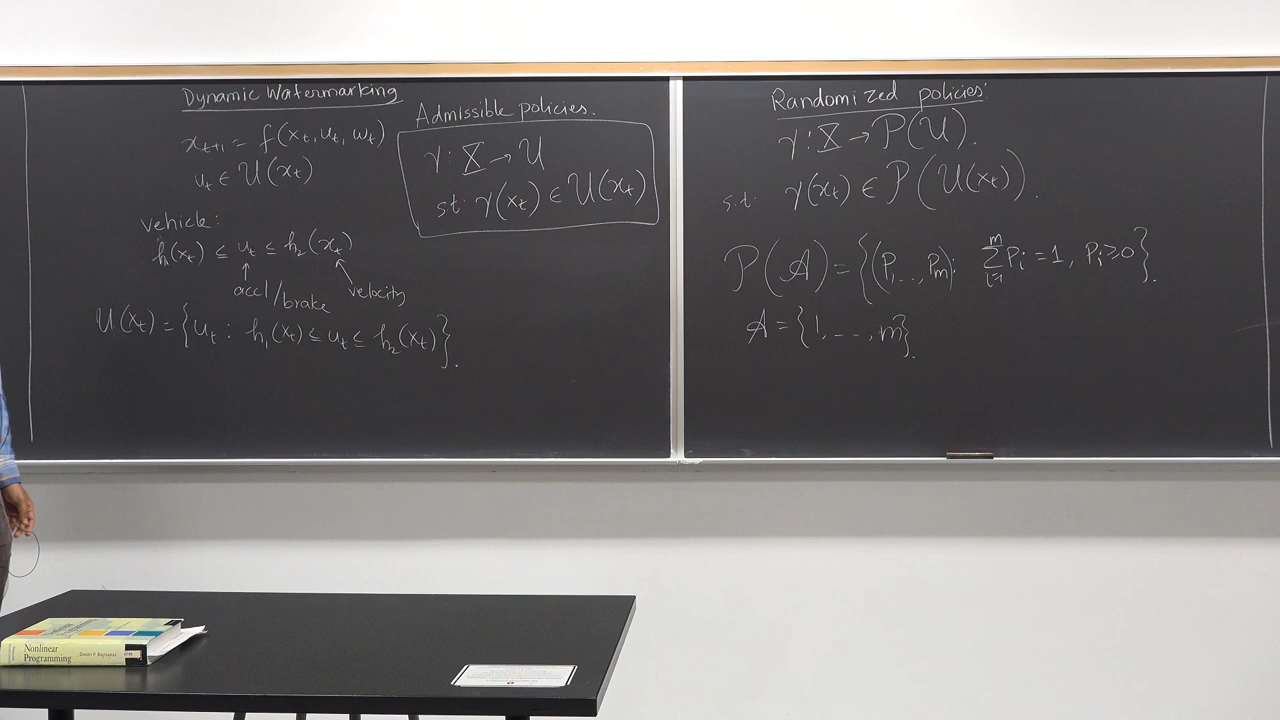 Dynamic Watermarking
x_{t+1} = f(x_t, u_t, w_t)
u_t ∈ U(x_t)
vehicle:
h_1(x_t) ≤ u_t ≤ h_2(x_t)
accl/brake
velocity
U(x_t) = {u_t : h_1(x_t) ≤ u_t ≤ h_2(x_t)}.
Admissible policies.
γ : X → U
s.t. γ(x_t) ∈ U(x_t)
Randomized policies:
γ : X → P(U).
s.t. γ(x_t) ∈ P(U(x_t)).
P(A) = {(P_1, .., P_m) : \sum_{i=1}^{m} P_i = 1, P_i ≥ 0}.
A = {1, ..., m}.
Nonlinear
Programming